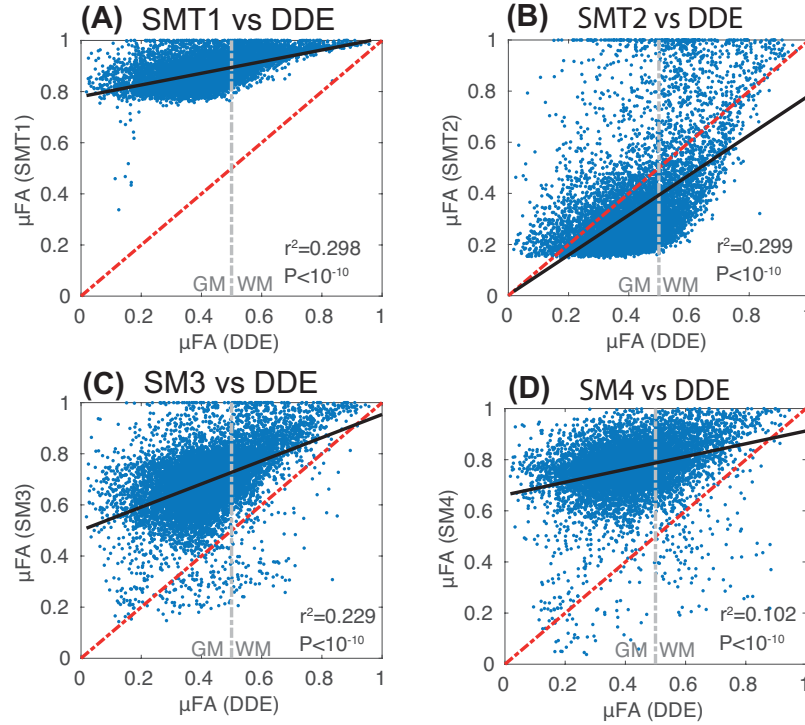 (A) SMT1 vs DDE
1
0.8
0.6
0.4
0.2
0
µFA (SMT1)
r²=0.298
P<10⁻¹⁰
GM WM
0 0.2 0.4 0.6 0.8 1
µFA (DDE)
(B) SMT2 vs DDE
1
0.8
0.6
0.4
0.2
0
µFA (SMT2)
r²=0.299
P<10⁻¹⁰
GM WM
0 0.2 0.4 0.6 0.8 1
µFA (DDE)
(C) SM3 vs DDE
1
0.8
0.6
0.4
0.2
0
µFA (SM3)
r²=0.229
P<10⁻¹⁰
GM WM
0 0.2 0.4 0.6 0.8 1
µFA (DDE)
(D) SM4 vs DDE
1
0.8
0.6
0.4
0.2
0
µFA (SM4)
r²=0.102
P<10⁻¹⁰
GM WM
0 0.2 0.4 0.6 0.8 1
µFA (DDE)